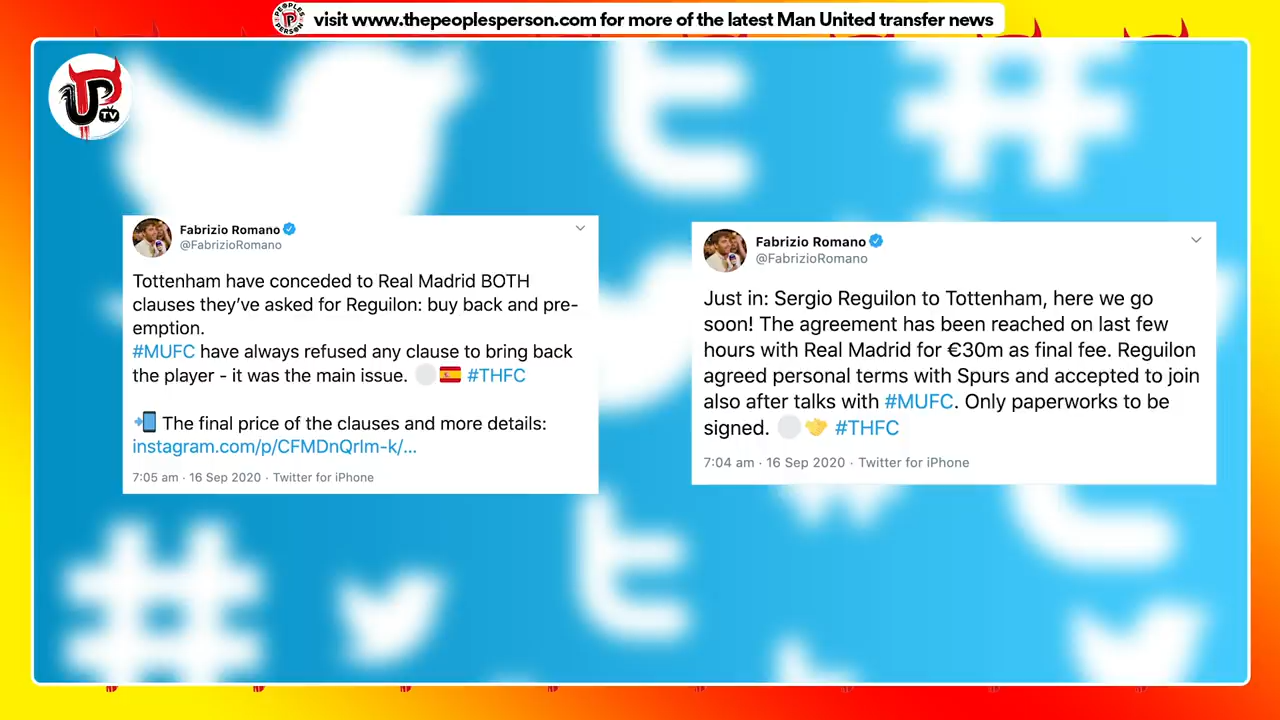 visit www.thepeoplesperson.com for more of the latest Man United transfer news
PEOPLES
PERSON
UP
TV
Fabrizio Romano
@FabrizioRomano
Tottenham have conceded to Real Madrid BOTH
clauses they’ve asked for Reguilon: buy back and pre-
emption.
#MUFC have always refused any clause to bring back
the player - it was the main issue. ⚪🇪🇸 #THFC
📲 The final price of the clauses and more details:
instagram.com/p/CFMDnQrlm-k/...
7:05 am · 16 Sep 2020 · Twitter for iPhone
Fabrizio Romano
@FabrizioRomano
Just in: Sergio Reguilon to Tottenham, here we go
soon! The agreement has been reached on last few
hours with Real Madrid for €30m as final fee. Reguilon
agreed personal terms with Spurs and accepted to join
also after talks with #MUFC. Only paperworks to be
signed. ⚪🤝 #THFC
7:04 am · 16 Sep 2020 · Twitter for iPhone